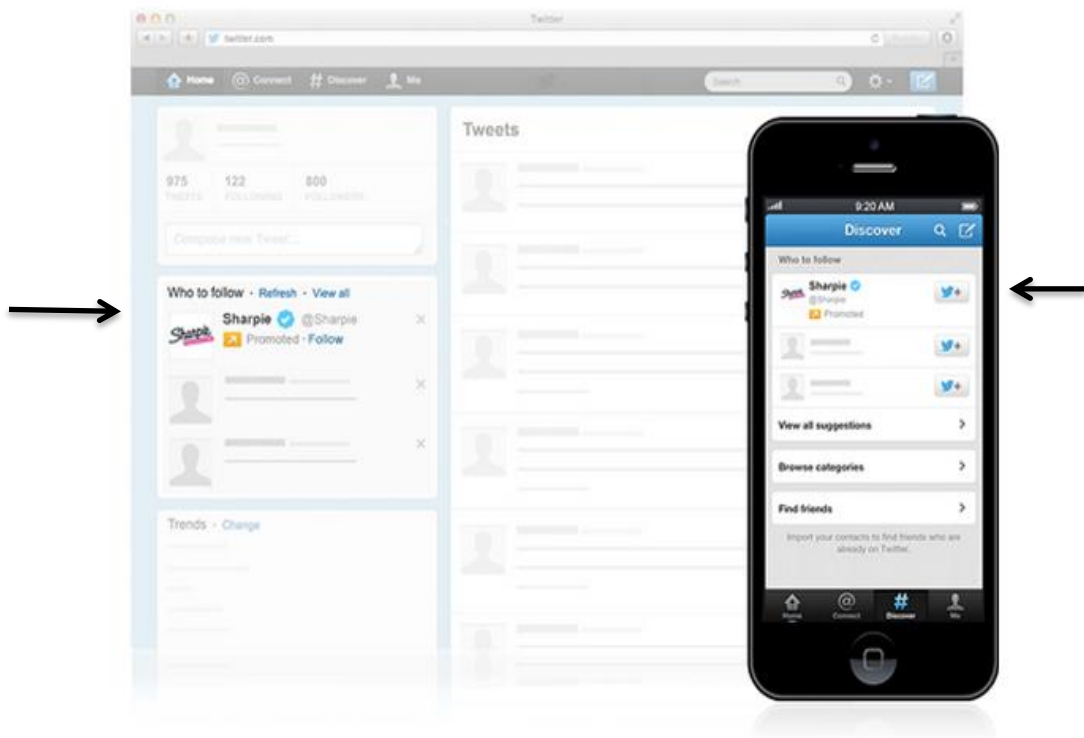 Twitter
twitter.com
Home Connect Discover Me
Search
Tweets
975 122 800
TWEETS FOLLOWING FOLLOWERS
Compose new Tweet...
Who to follow · Refresh · View all
Sharpie @Sharpie
Sharpie
Promoted · Follow
Trends · Change
9:20 AM
Discover
Who to follow
Sharpie
Sharpie
@Sharpie
Promoted
View all suggestions
Browse categories
Find friends
Import your contacts to find friends who are
already on Twitter.
Home Connect Discover Me